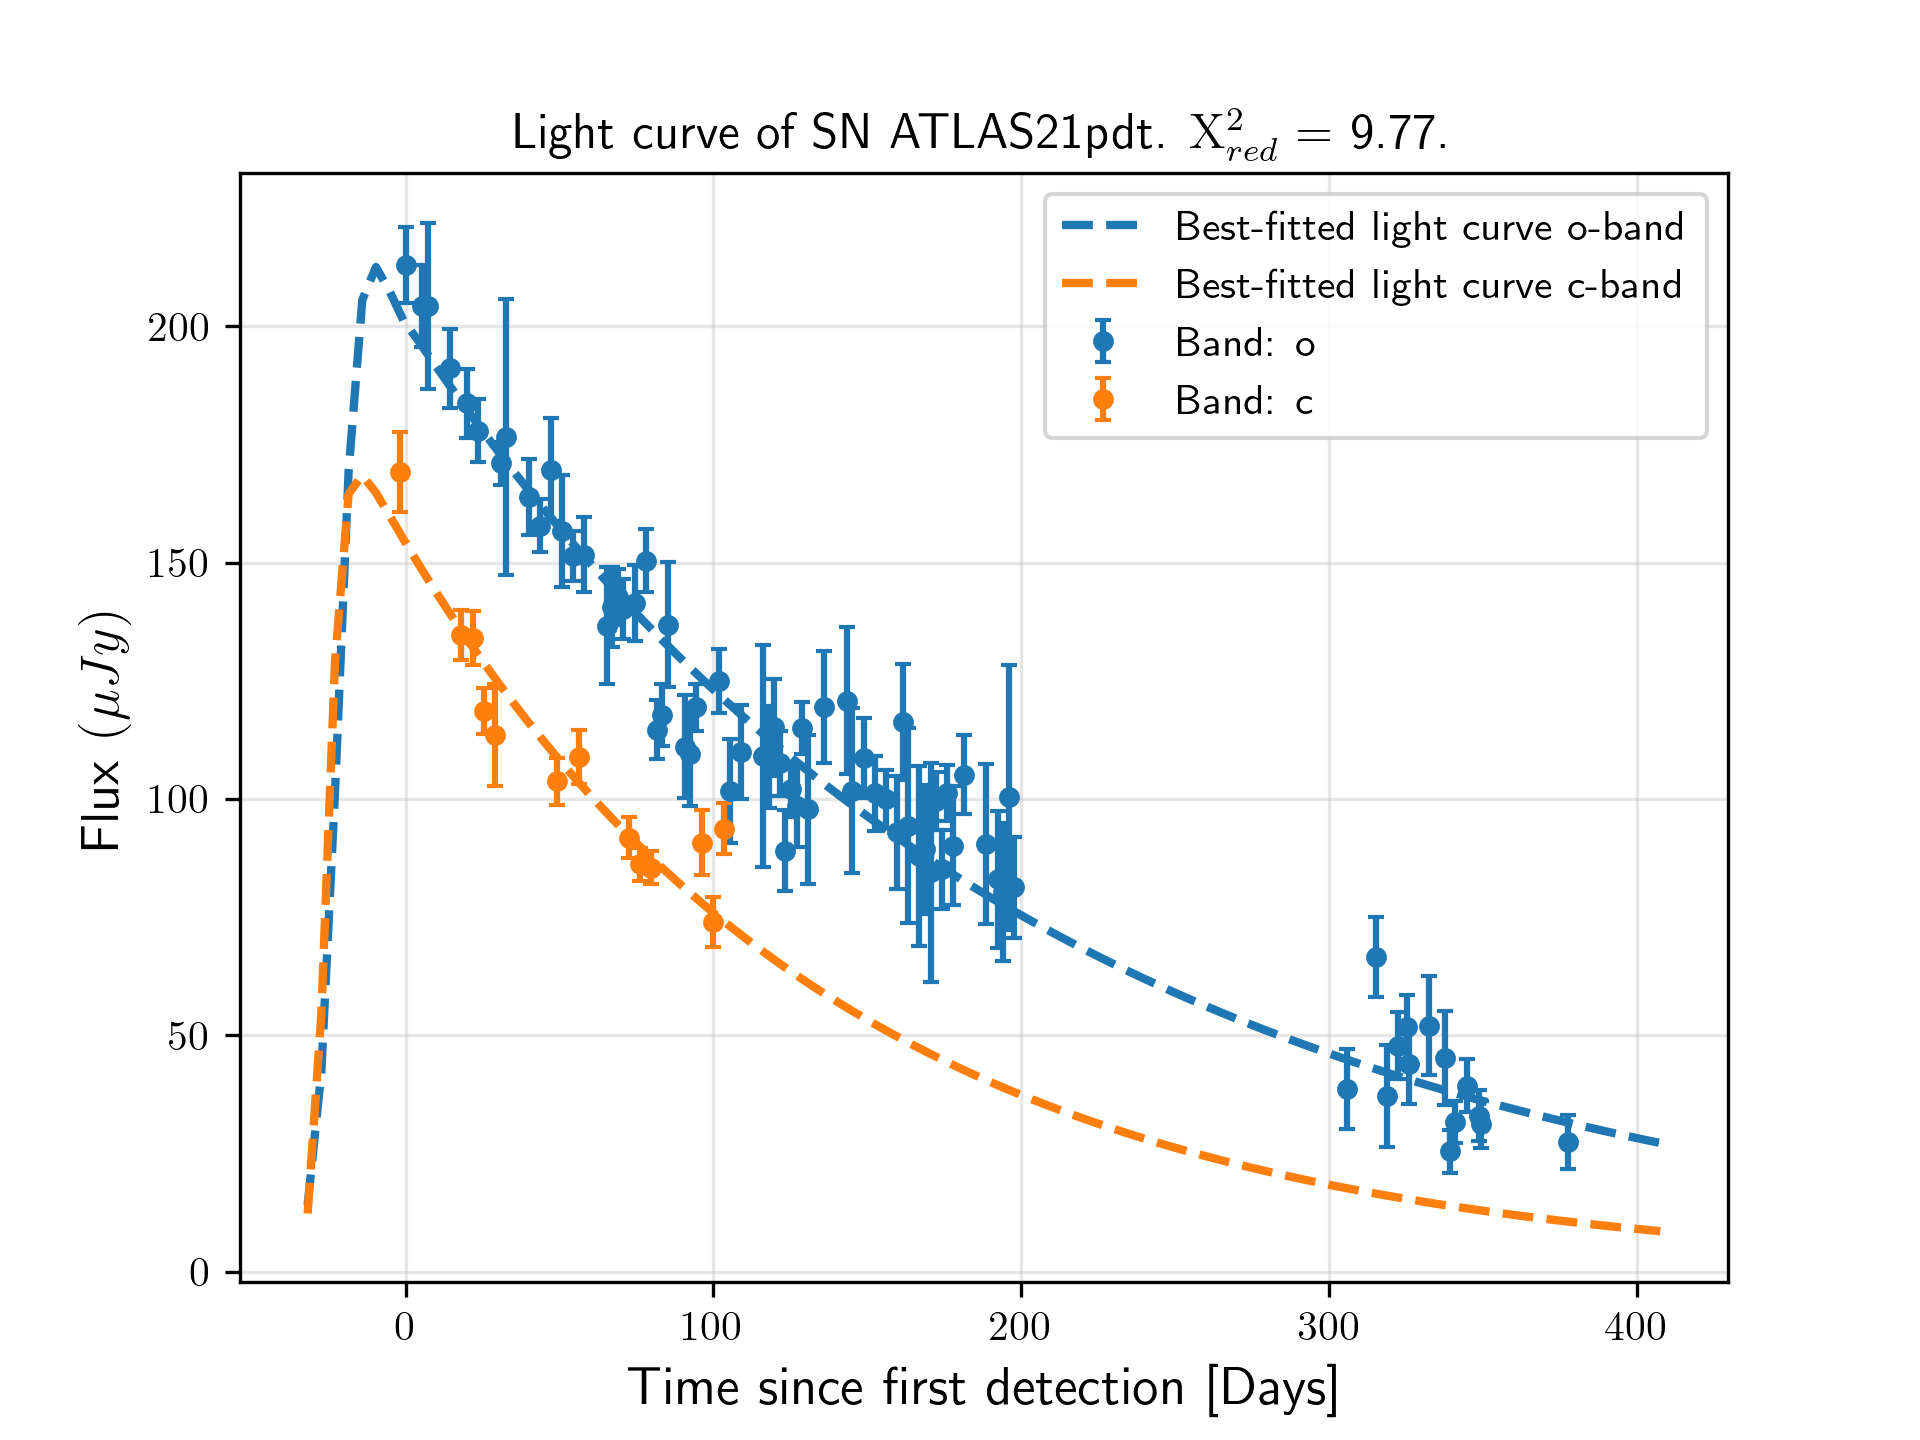 Light curve of SN ATLAS21pdt. X²_red = 9.77.
Best-fitted light curve o-band
Best-fitted light curve c-band
Band: o
Band: c
Flux (μJy)
200
150
100
50
0
0 100 200 300 400
Time since first detection [Days]